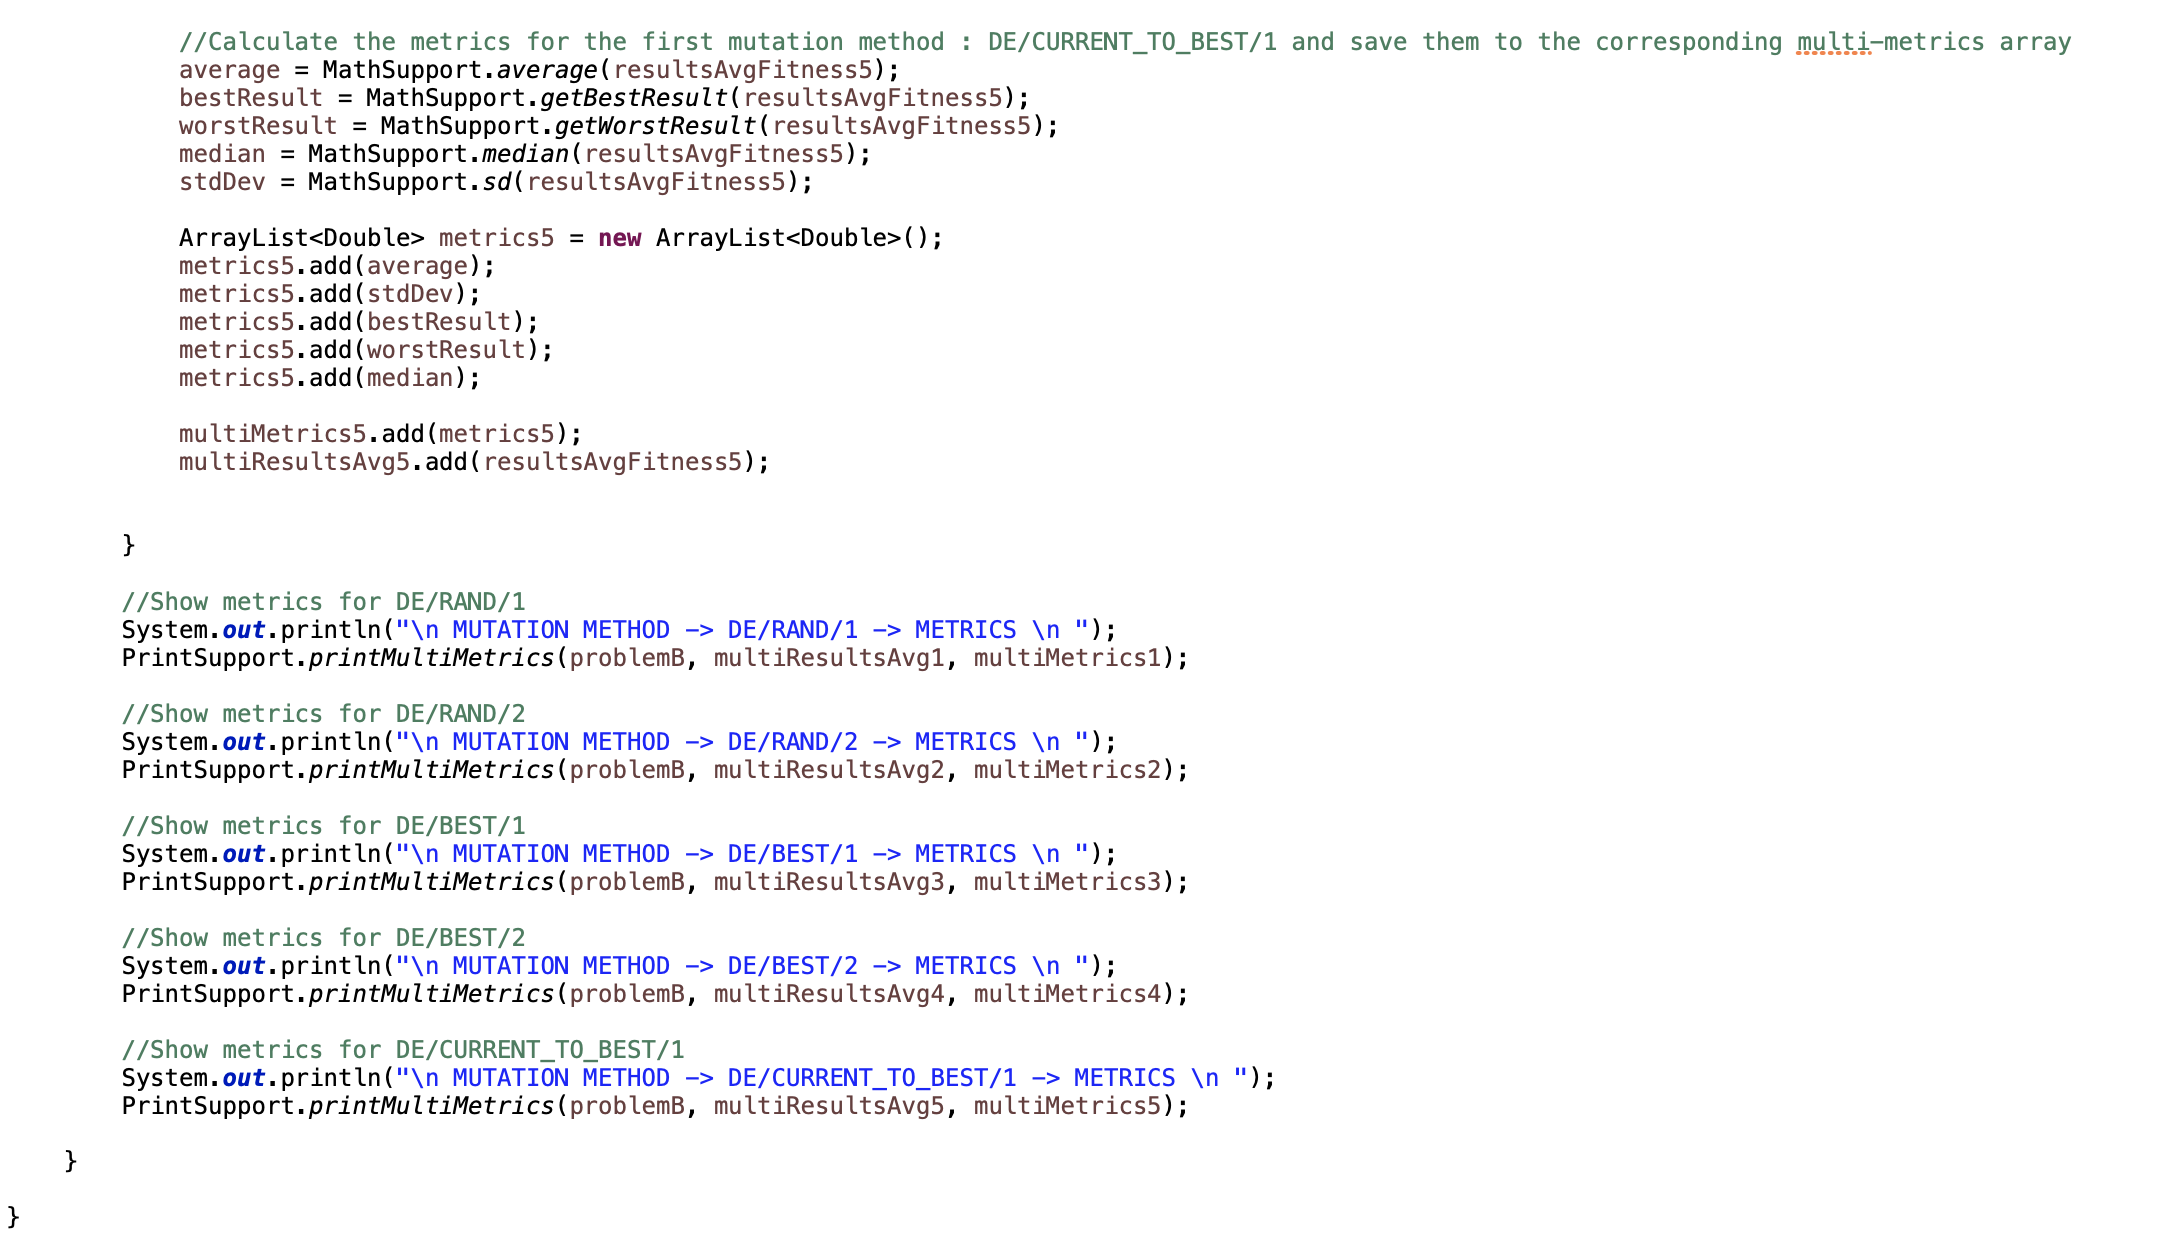 //Calculate the metrics for the first mutation method : DE/CURRENT_TO_BEST/1 and save them to the corresponding multi-metrics array
average = MathSupport.average(resultsAvgFitness5);
bestResult = MathSupport.getBestResult(resultsAvgFitness5);
worstResult = MathSupport.getWorstResult(resultsAvgFitness5);
median = MathSupport.median(resultsAvgFitness5);
stdDev = MathSupport.sd(resultsAvgFitness5);
ArrayList<Double> metrics5 = new ArrayList<Double>();
metrics5.add(average);
metrics5.add(stdDev);
metrics5.add(bestResult);
metrics5.add(worstResult);
metrics5.add(median);
multiMetrics5.add(metrics5);
multiResultsAvg5.add(resultsAvgFitness5);
}
//Show metrics for DE/RAND/1
System.out.println("\n MUTATION METHOD -> DE/RAND/1 -> METRICS \n ");
PrintSupport.printMultiMetrics(problemB, multiResultsAvg1, multiMetrics1);
//Show metrics for DE/RAND/2
System.out.println("\n MUTATION METHOD -> DE/RAND/2 -> METRICS \n ");
PrintSupport.printMultiMetrics(problemB, multiResultsAvg2, multiMetrics2);
//Show metrics for DE/BEST/1
System.out.println("\n MUTATION METHOD -> DE/BEST/1 -> METRICS \n ");
PrintSupport.printMultiMetrics(problemB, multiResultsAvg3, multiMetrics3);
//Show metrics for DE/BEST/2
System.out.println("\n MUTATION METHOD -> DE/BEST/2 -> METRICS \n ");
PrintSupport.printMultiMetrics(problemB, multiResultsAvg4, multiMetrics4);
//Show metrics for DE/CURRENT_TO_BEST/1
System.out.println("\n MUTATION METHOD -> DE/CURRENT_TO_BEST/1 -> METRICS \n ");
PrintSupport.printMultiMetrics(problemB, multiResultsAvg5, multiMetrics5);
}
}